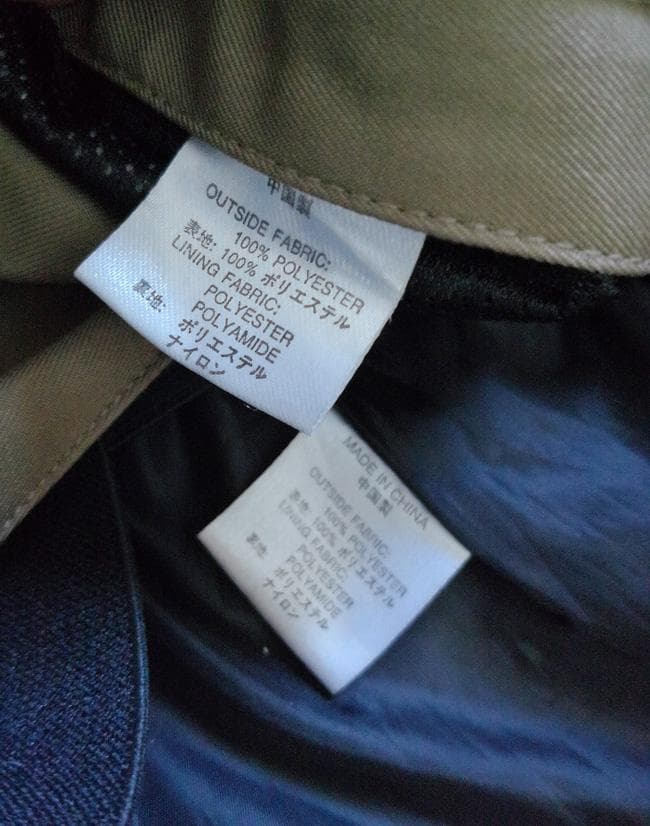 中国製
OUTSIDE FABRIC:
100% POLYESTER
表地: 100% ポリエステル
LINING FABRIC:
POLYESTER
POLYAMIDE
裏地: ポリエステル
ナイロン
MADE IN CHINA
中国製
OUTSIDE FABRIC:
100% POLYESTER
表地: 100% ポリエステル
LINING FABRIC:
POLYESTER
POLYAMIDE
裏地: ポリエステル
ナイロン